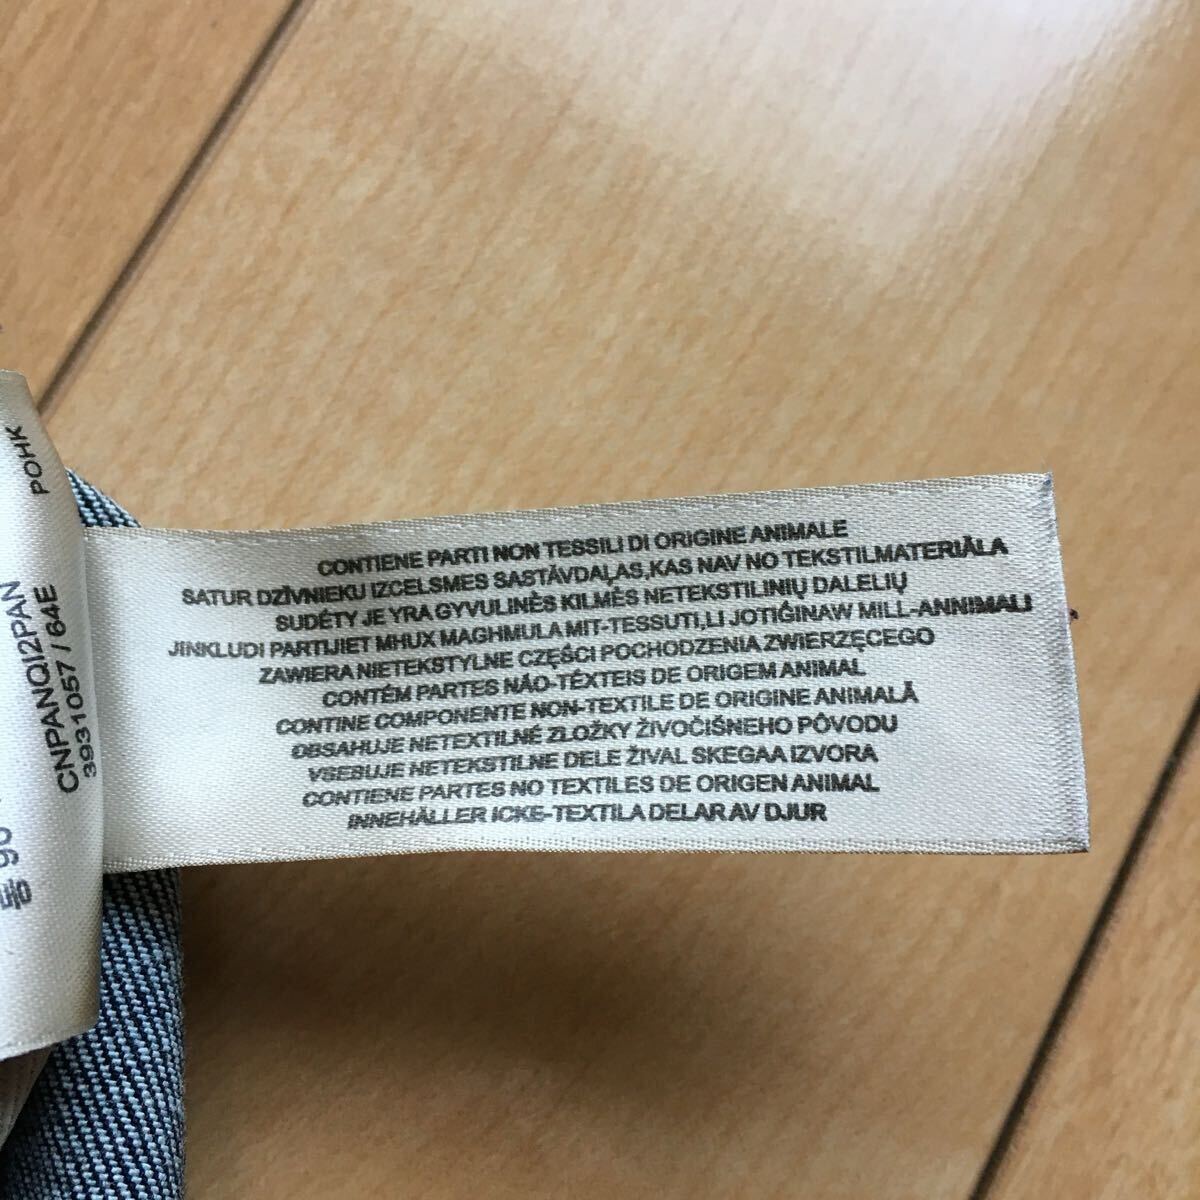 CONTIENE PARTI NON TESSILI DI ORIGINE ANIMALE
SATUR DZĪVNIEKU IZCELSMES SASTĀVDAĻAS,KAS NAV NO TEKSTILMATERIĀLA
SUDĖTY JE YRA GYVULINĖS KILMĖS NETEKSTILINIŲ DALELIŲ
JINKLUDI PARTIJIET MHUX MAGHMULA MIT-TESSUTI,LI JOTIĠINAW MILL-ANNIMALI
ZAWIERA NIETEKSTYLNE CZĘŚCI POCHODZENIA ZWIERZĘCEGO
CONTÉM PARTES NÃO-TÉXTEIS DE ORIGEM ANIMAL
CONTINE COMPONENTE NON-TEXTILE DE ORIGINE ANIMALĂ
OBSAHUJE NETEXTILNÉ ZLOŽKY ŽIVOČIŠNEHO PÔVODU
VSEBUJE NETEKSTILNE DELE ŽIVAL SKEGAA IZVORA
CONTIENE PARTES NO TEXTILES DE ORIGEN ANIMAL
INNEHÅLLER ICKE-TEXTILA DELAR AV DJUR
POHK
CNPANQI2PAN
3931057 / 64E